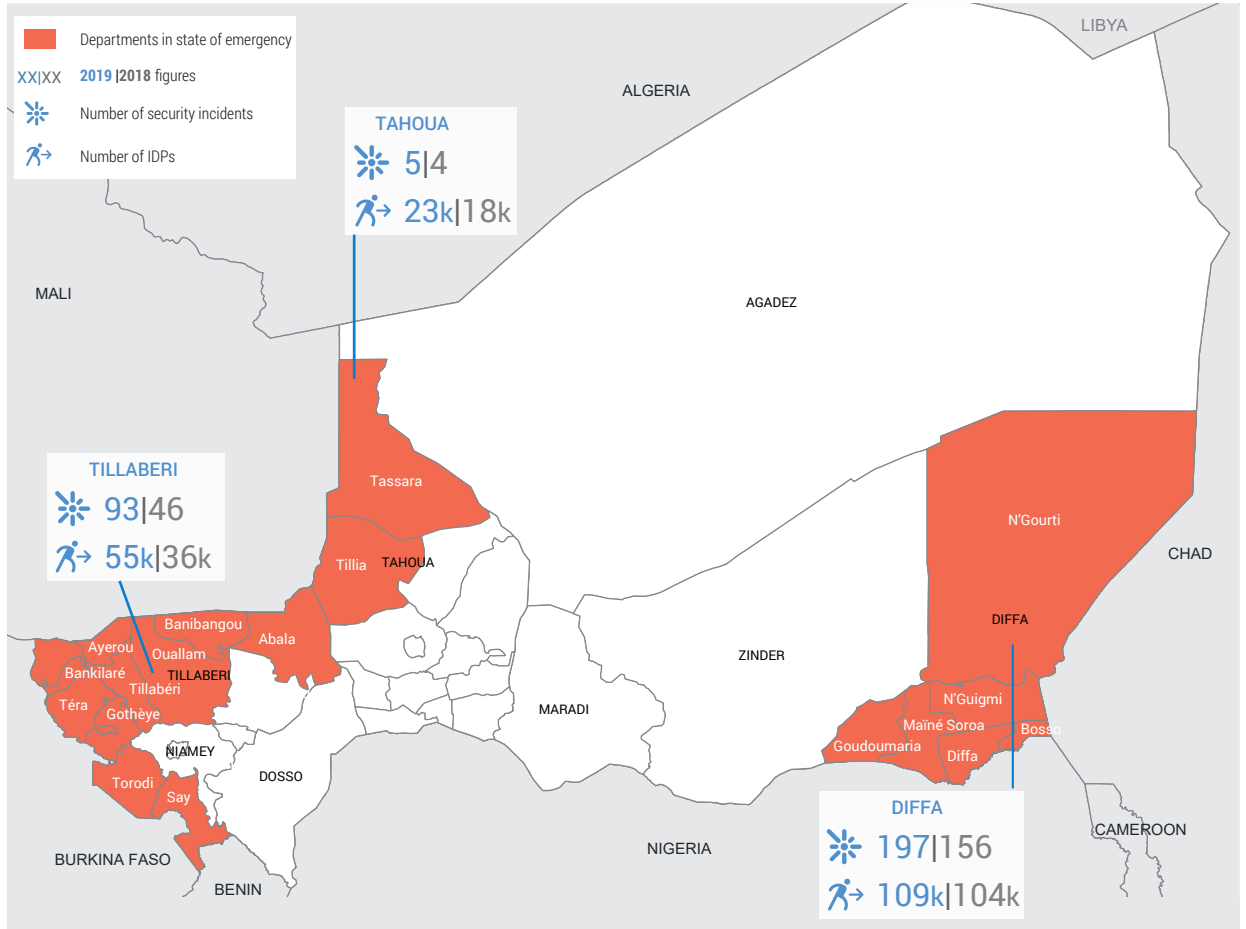 Departments in state of emergency
XX|XX 2019 |2018 figures
Number of security incidents
Number of IDPs
LIBYA
ALGERIA
TAHOUA
5|4
23k|18k
MALI
AGADEZ
TILLABERI
93|46
55k|36k
Tassara
Tillia
TAHOUA
N'Gourti
CHAD
DIFFA
Banibangou
Abala
Ayerou
Ouallam
Bankilaré
TILLABERI
Tillabéri
Téra
Gothèye
ZINDER
MARADI
N'Guigmi
Maïné Soroa
Bosso
Goudoumaria
Diffa
NIAMEY
DOSSO
Torodi
Say
DIFFA
197|156
109k|104k
CAMEROON
NIGERIA
BURKINA FASO
BENIN